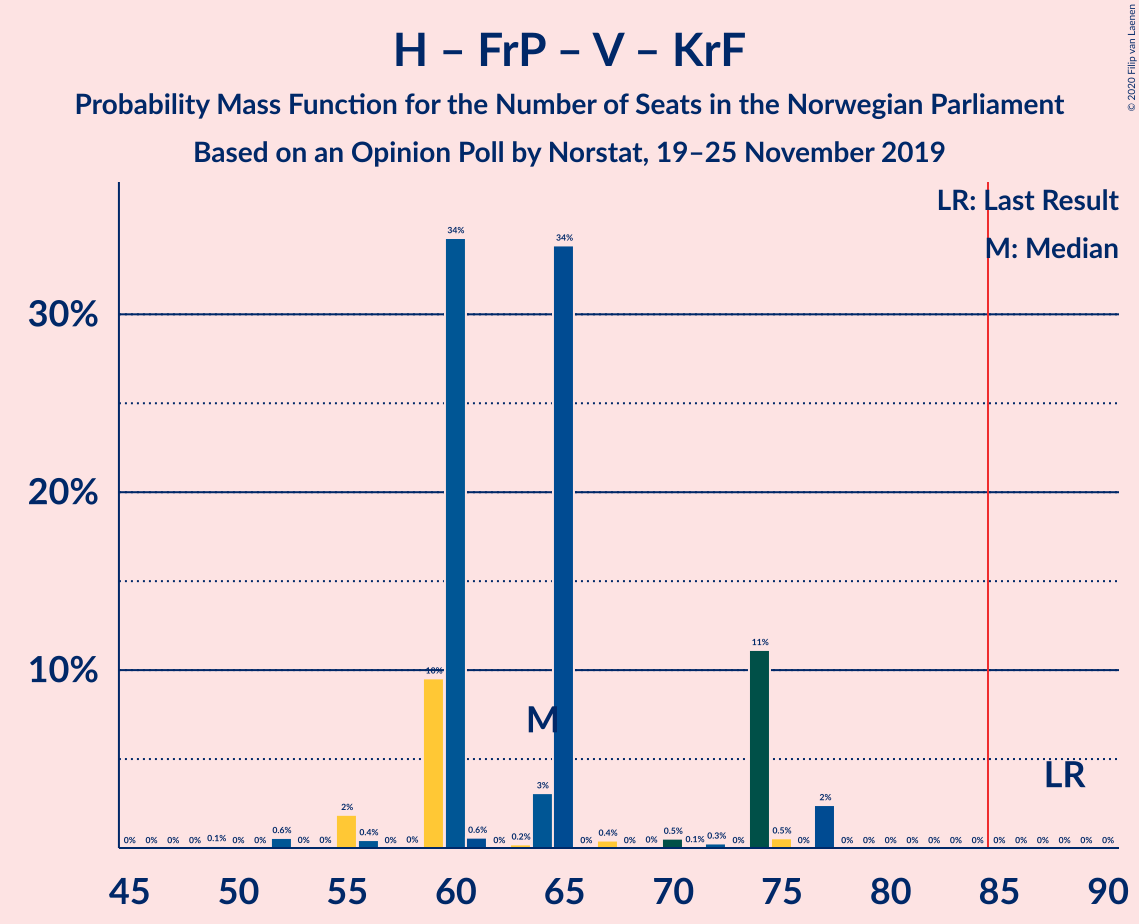 H – FrP – V – KrF
Probability Mass Function for the Number of Seats in the Norwegian Parliament
Based on an Opinion Poll by Norstat, 19–25 November 2019
© 2020 Filip van Laenen
LR: Last Result
M: Median
30%
20%
10%
0% 0% 0% 0% 0.1% 0% 0% 0.6% 0% 0% 2% 0.4% 0% 0% 10% 34% 0.6% 0% 0.2% 3% 34% 0% 0.4% 0% 0% 0.5% 0.1% 0.3% 0% 11% 0.5% 0% 2% 0% 0% 0% 0% 0% 0% 0% 0% 0% 0% 0% 0% 0%
M
LR
45 50 55 60 65 70 75 80 85 90